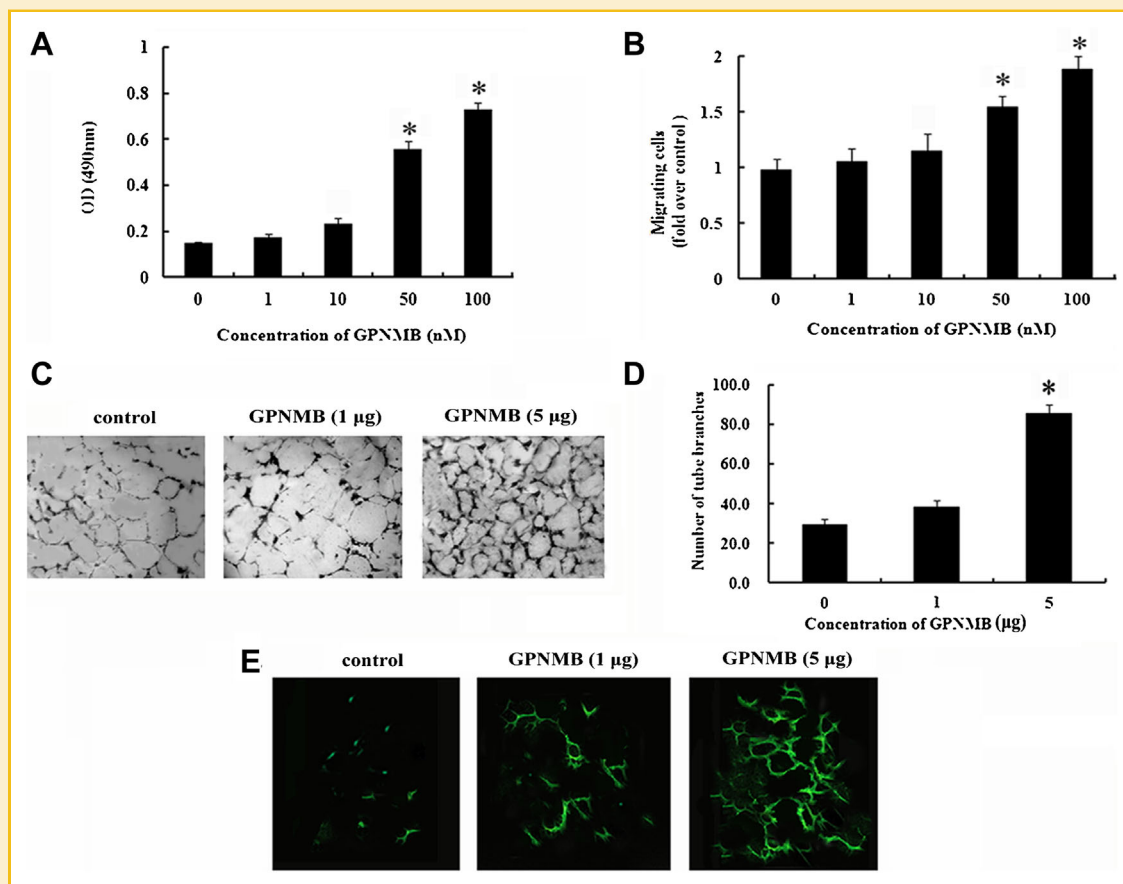 A
1
0.8
0.6
0.4
0.2
0
OD (490nm)
*
*
0 1 10 50 100
Concentration of GPNMB (nM)
B
2
1.5
1
0.5
0
Migrating cells
(fold over control)
*
*
0 1 10 50 100
Concentration of GPNMB (nM)
C
control
GPNMB (1 μg)
GPNMB (5 μg)
D
100.0
80.0
60.0
40.0
20.0
0.0
Number of tube branches
*
0 1 5
Concentration of GPNMB (μg)
E
control
GPNMB (1 μg)
GPNMB (5 μg)